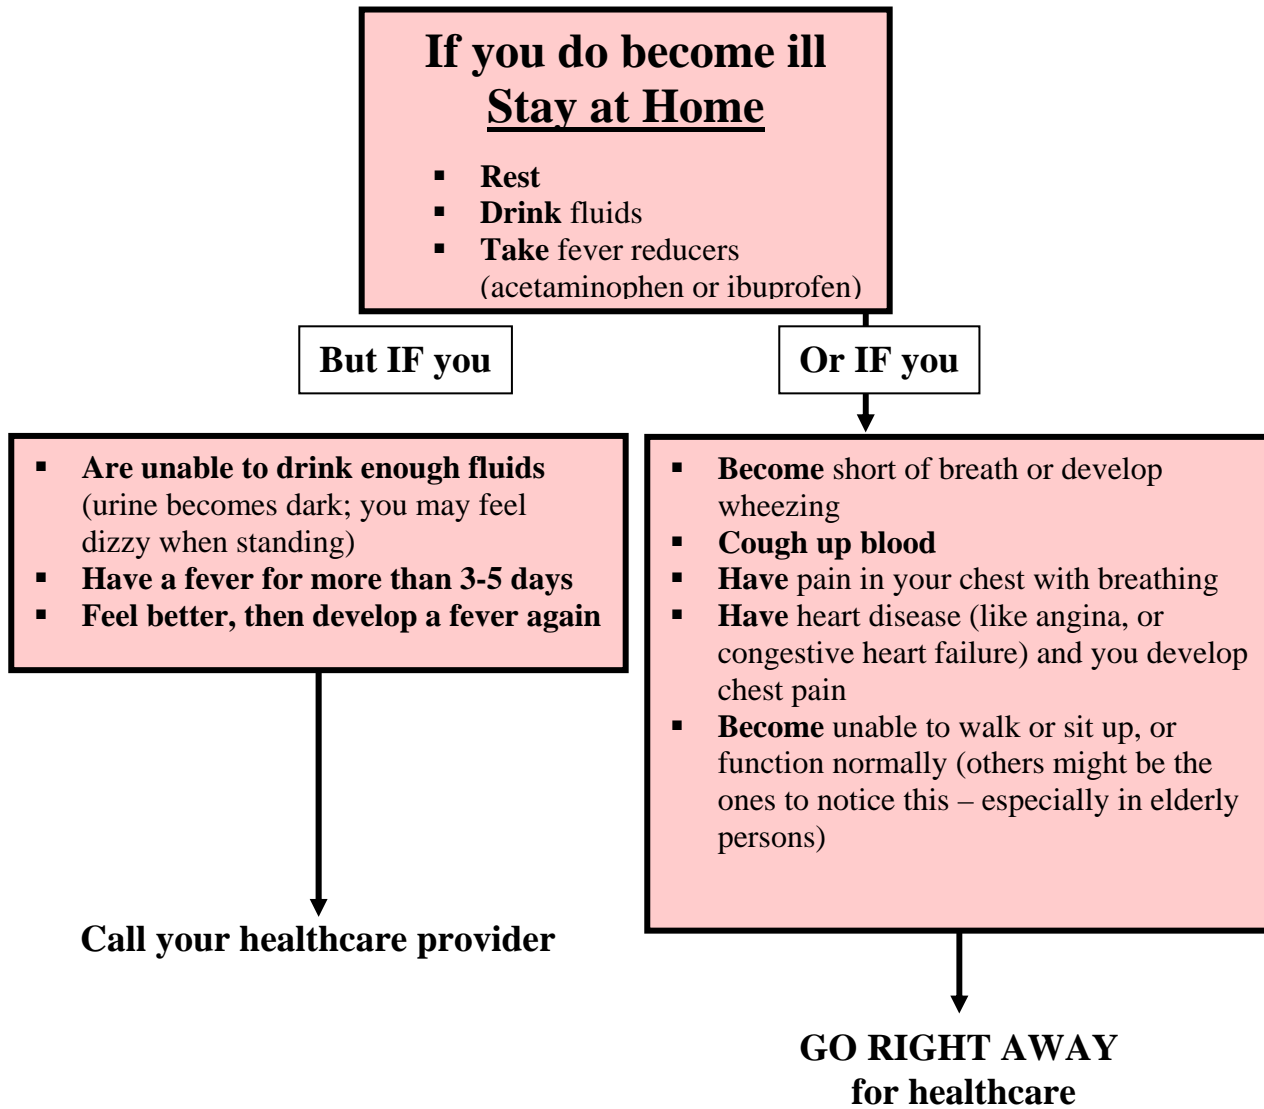 If you do become ill
Stay at Home
▪ Rest
▪ Drink fluids
▪ Take fever reducers
(acetaminophen or ibuprofen)
But IF you
Or IF you
▪ Are unable to drink enough fluids
(urine becomes dark; you may feel
dizzy when standing)
▪ Have a fever for more than 3-5 days
▪ Feel better, then develop a fever again
Call your healthcare provider
▪ Become short of breath or develop
wheezing
▪ Cough up blood
▪ Have pain in your chest with breathing
▪ Have heart disease (like angina, or
congestive heart failure) and you develop
chest pain
▪ Become unable to walk or sit up, or
function normally (others might be the
ones to notice this – especially in elderly
persons)
GO RIGHT AWAY
for healthcare